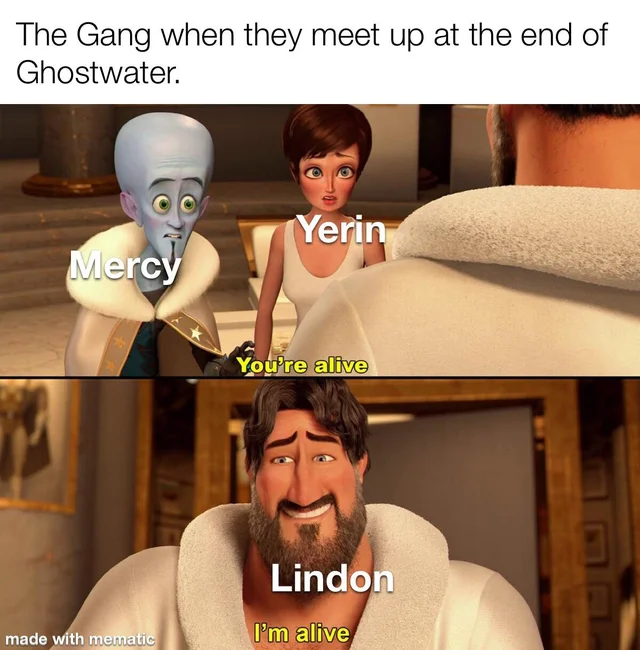 The Gang when they meet up at the end of
Ghostwater.
Yerin
Mercy
You're alive
Lindon
I'm alive
made with mematic